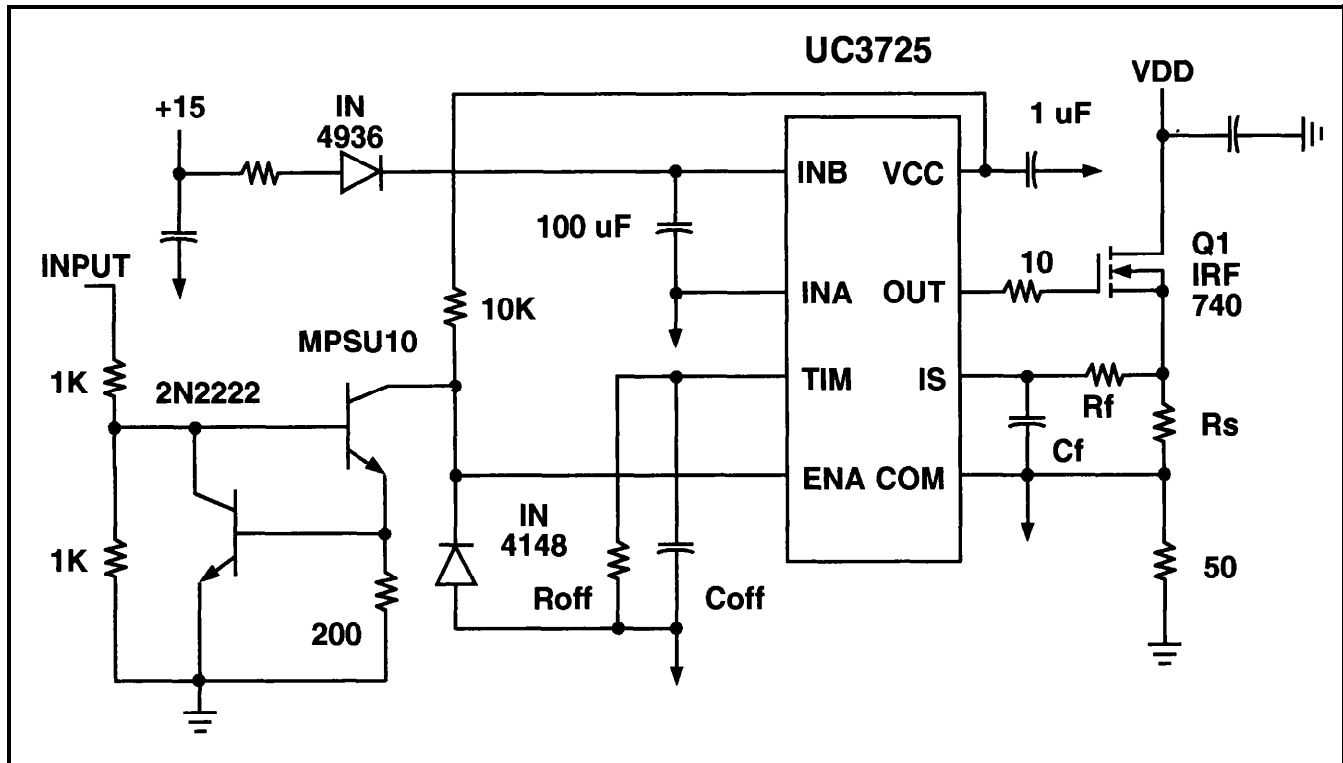 UC3725
VDD
+15
IN
4936
1 uF
INB
VCC
100 uF
INPUT
10
Q1
IRF
740
INA
OUT
10K
MPSU10
1K
2N2222
TIM
IS
Rf
Rs
Cf
ENA
COM
IN
4148
1K
50
Roff
Coff
200